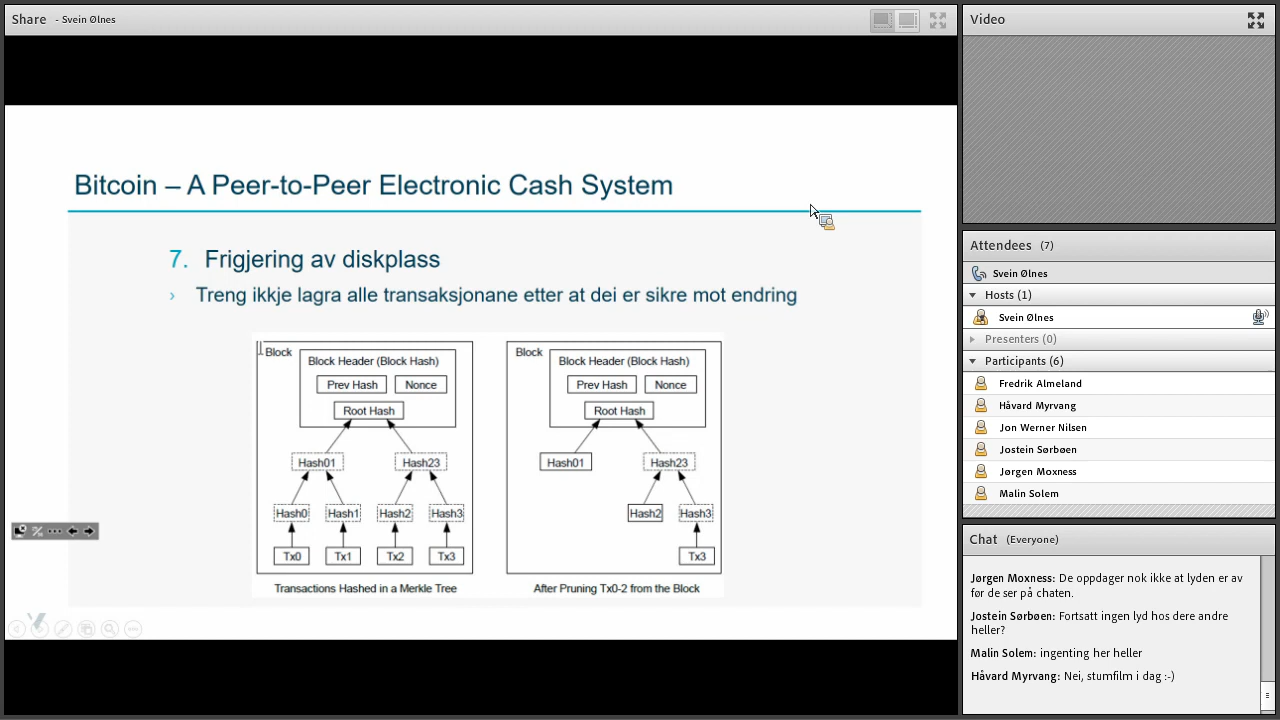 Share - Svein Ølnes
Bitcoin – A Peer-to-Peer Electronic Cash System
7. Frigjering av diskplass
› Treng ikkje lagra alle transaksjonane etter at dei er sikre mot endring
Block
Block Header (Block Hash)
Prev Hash
Nonce
Root Hash
Hash01
Hash23
Hash0
Hash1
Hash2
Hash3
Tx0
Tx1
Tx2
Tx3
Transactions Hashed in a Merkle Tree
Block
Block Header (Block Hash)
Prev Hash
Nonce
Root Hash
Hash01
Hash23
Hash2
Hash3
Tx3
After Pruning Tx0-2 from the Block
Video
Attendees (7)
Svein Ølnes
Hosts (1)
Svein Ølnes
Presenters (0)
Participants (6)
Fredrik Almeland
Håvard Myrvang
Jon Werner Nilsen
Jostein Sørbøen
Jørgen Moxness
Malin Solem
Chat (Everyone)
Jørgen Moxness: De oppdager nok ikke at lyden er av
før de ser på chaten.
Jostein Sørbøen: Fortsatt ingen lyd hos dere andre
heller?
Malin Solem: ingenting her heller
Håvard Myrvang: Nei, stumfilm i dag :-)